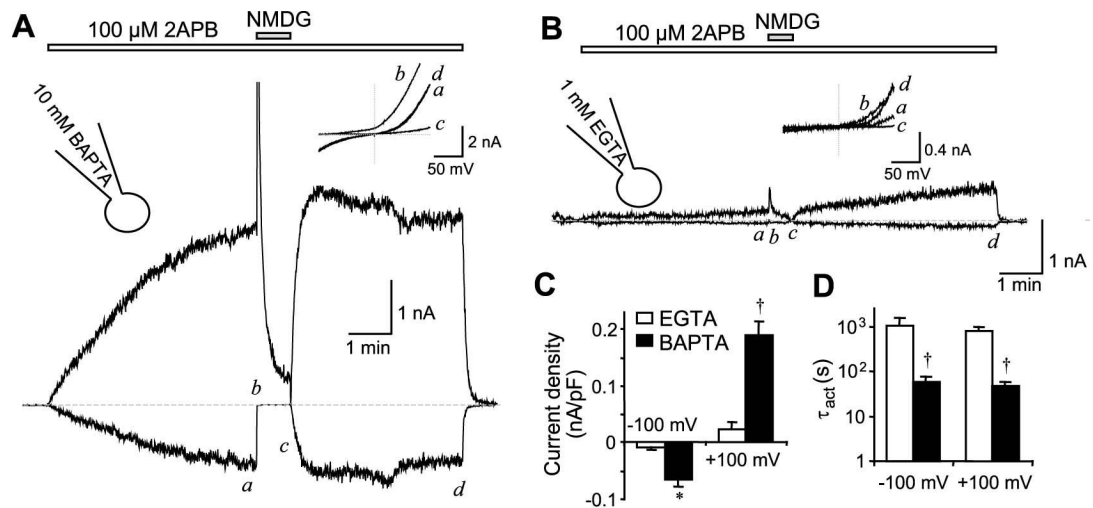 A
100 µM 2APB
NMDG
10 mM BAPTA
b
d
a
c
2 nA
50 mV
1 nA
1 min
b
c
a
d
B
100 µM 2APB
NMDG
1 mM EGTA
b
d
a
c
0.4 nA
50 mV
a
b
c
d
1 nA
1 min
C
EGTA
BAPTA
†
0.2
0.1
0
-0.1
Current density
(nA/pF)
-100 mV
+100 mV
*
D
10³
10²
10
1
τact (s)
†
†
-100 mV
+100 mV